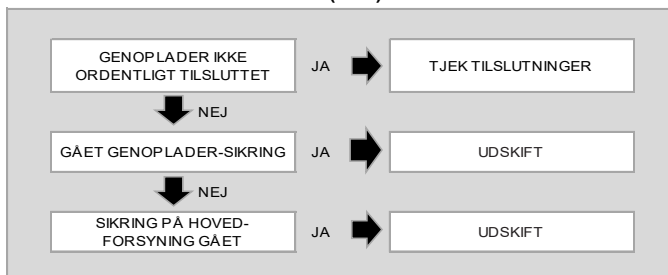 GENOPLADER IKKE
ORDENTLIGT TILSLUTTET
JA
TJEK TILSLUTNINGER
NEJ
GÅET GENOPLADER-SIKRING
JA
UDSKIFT
NEJ
SIKRING PÅ HOVED-
FORSYNING GÅET
JA
UDSKIFT